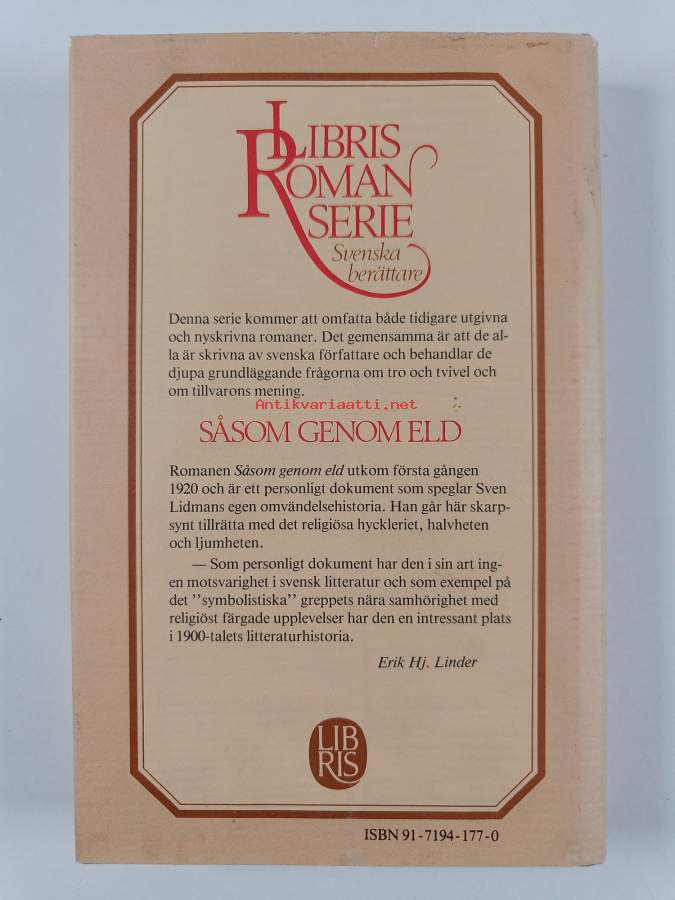 LIBRIS
ROMAN
SERIE
Svenska
berättare
Denna serie kommer att omfatta både tidigare utgivna
och nyskrivna romaner. Det gemensamma är att de al-
la är skrivna av svenska författare och behandlar de
djupa grundläggande frågorna om tro och tvivel och
om tillvarons mening.
Antikvariaatti.net
SÅSOM GENOM ELD
Romanen Såsom genom eld utkom första gången
1920 och är ett personligt dokument som speglar Sven
Lidmans egen omvändelsehistoria. Han går här skarp-
synt tillrätta med det religiösa hyckleriet, halvheten
och ljumheten.
— Som personligt dokument har den i sin art ing-
en motsvarighet i svensk litteratur och som exempel på
det ''symbolistiska'' greppets nära samhörighet med
religiöst färgade upplevelser har den en intressant plats
i 1900-talets litteraturhistoria.
Erik Hj. Linder
LIB
RIS
ISBN 91-7194-177-0